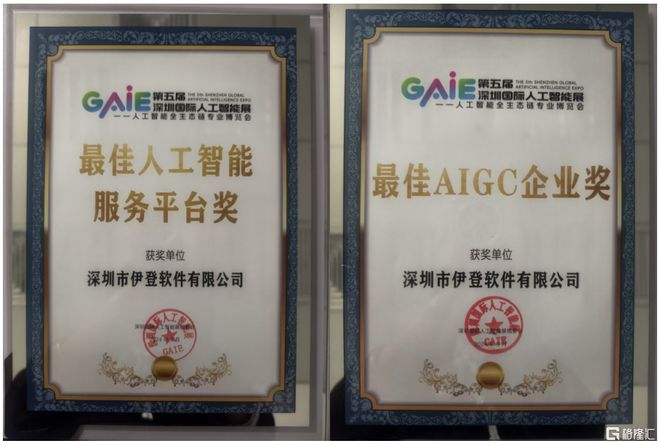 GAIE
第五届
THE 5th SHENZHEN GLOBAL
ARTIFICIAL INTELLIGENCE EXPO
深圳国际人工智能展
——人工智能全生态链专业博览会
最佳人工智能
服务平台奖
获奖单位
深圳市伊登软件有限公司
GAIE
GAIE
第五届
THE 5th SHENZHEN GLOBAL
ARTIFICIAL INTELLIGENCE EXPO
深圳国际人工智能展
——人工智能全生态链专业博览会
最佳AIGC企业奖
获奖单位
深圳市伊登软件有限公司
GAIE
格隆汇